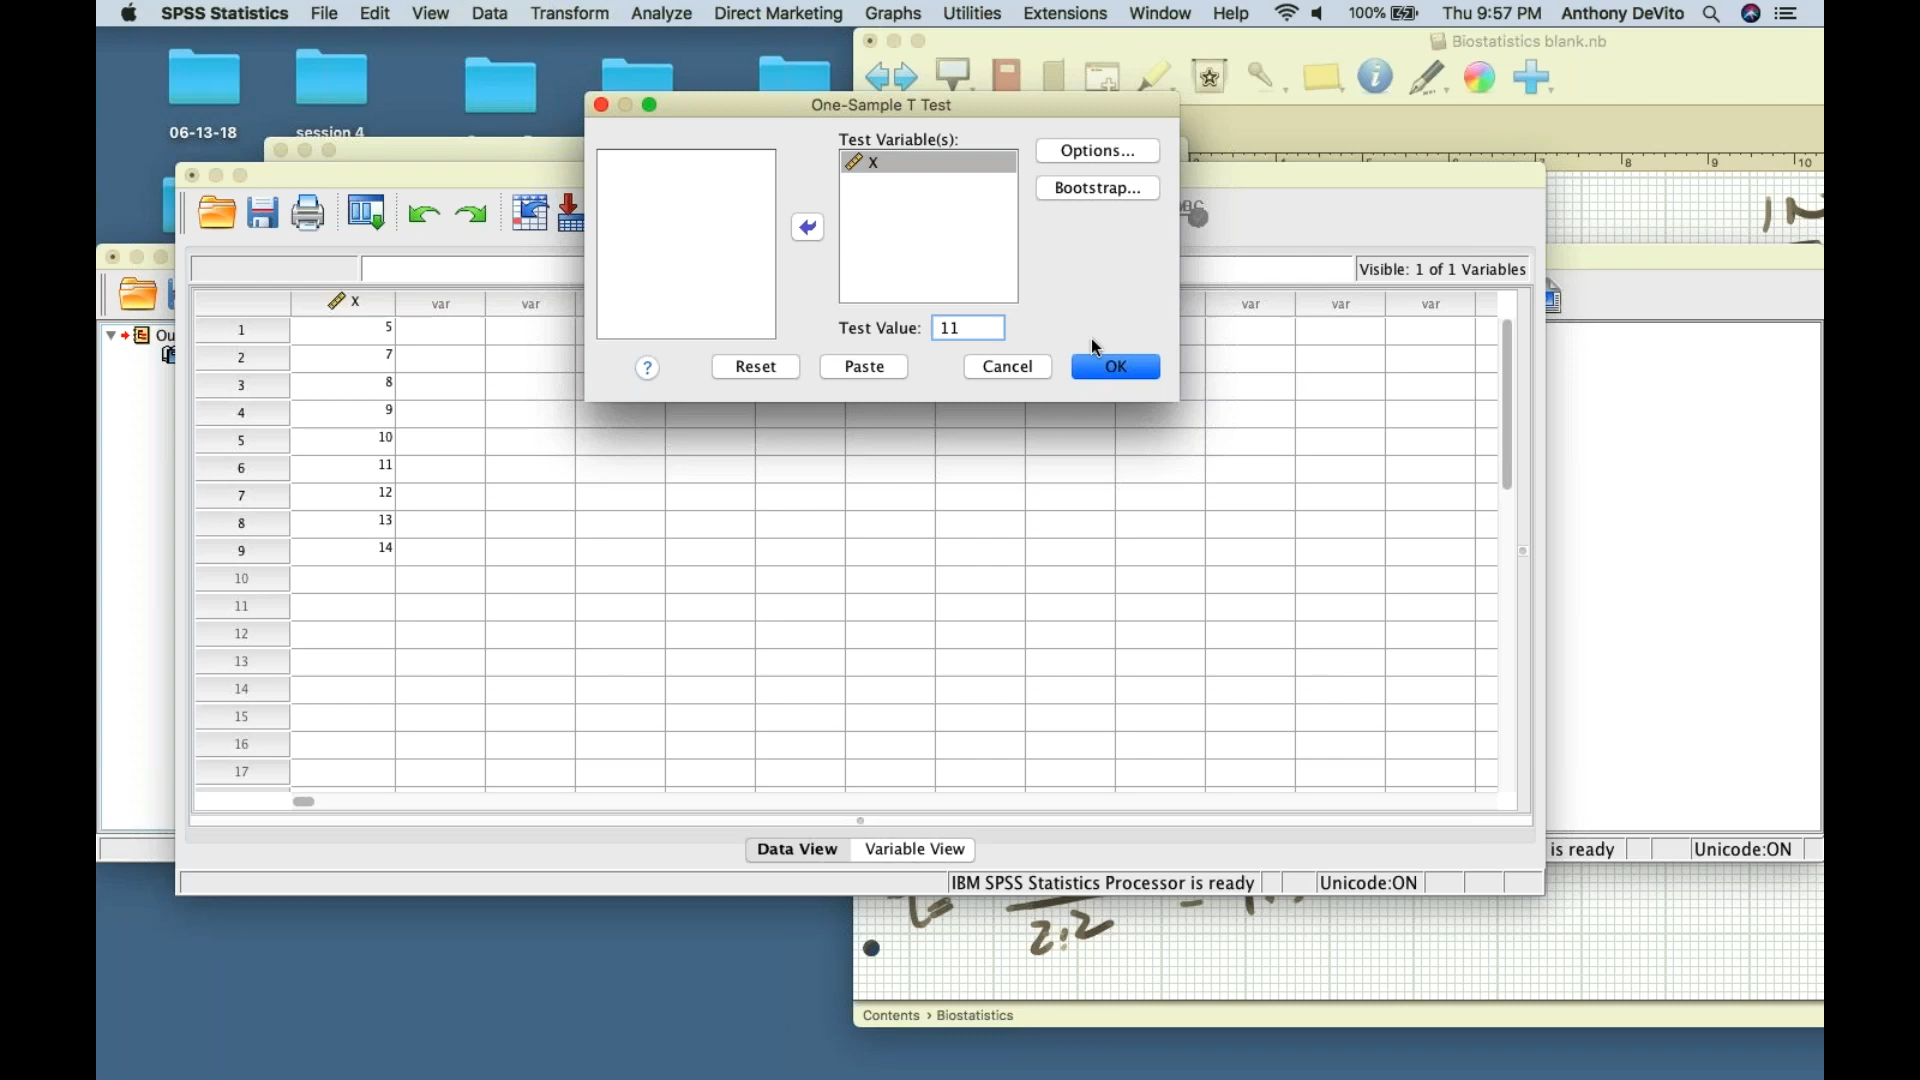 SPSS Statistics File Edit View Data Transform Analyze Direct Marketing Graphs Utilities Extensions Window Help 100% Thu 9:57 PM Anthony DeVito
Biostatistics blank.nb
06-13-18 session 4
One-Sample T Test
Test Variable(s):
X
Options...
Bootstrap...
Test Value: 11
? Reset Paste Cancel OK
8 9 10
Visible: 1 of 1 Variables
X var var var var var
Ou
1 5
2 7
3 8
4 9
5 10
6 11
7 12
8 13
9 14
10
11
12
13
14
15
16
17
Data View Variable View
is ready Unicode:ON
IBM SPSS Statistics Processor is ready Unicode:ON
2.2
Contents › Biostatistics